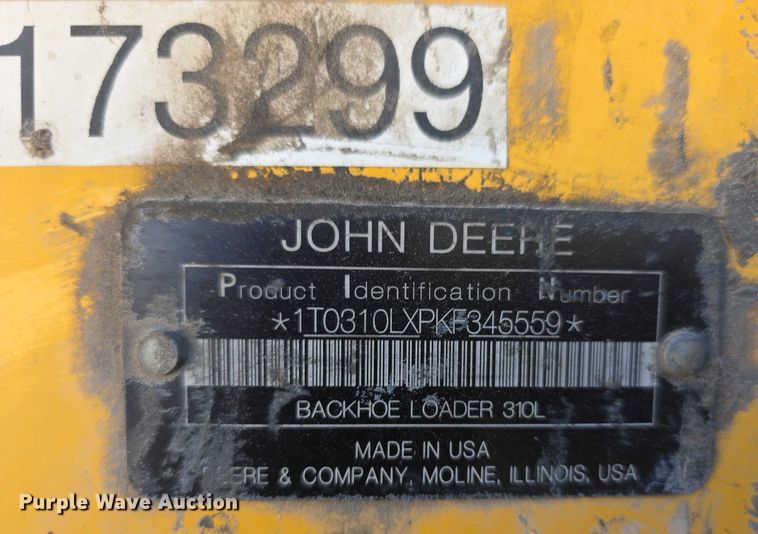 173299
JOHN DEERE
Product Identification Number
*1T0310LXPKF345559*
BACKHOE LOADER 310L
MADE IN USA
DEERE & COMPANY, MOLINE, ILLINOIS, USA
Purple Wave Auction